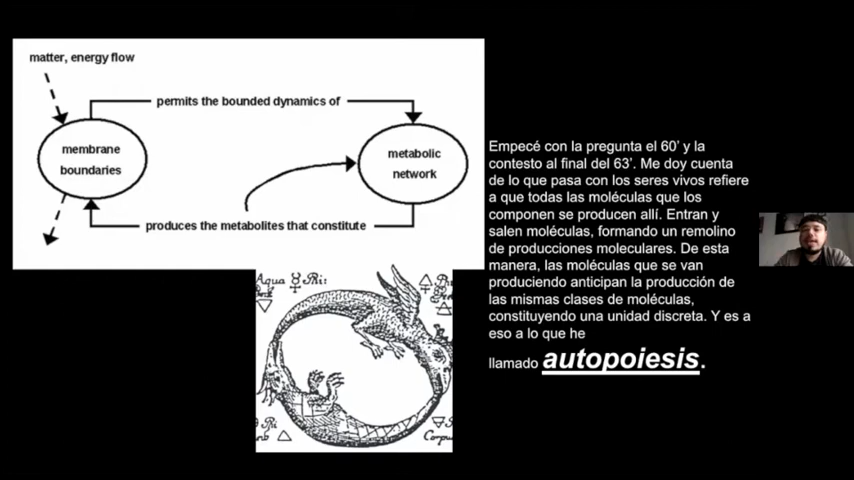 matter, energy flow
permits the bounded dynamics of
membrane
boundaries
metabolic
network
produces the metabolites that constitute
Empecé con la pregunta el 60’ y la
contesto al final del 63’. Me doy cuenta
de lo que pasa con los seres vivos refiere
a que todas las moléculas que los
componen se producen allí. Entran y
salen moléculas, formando un remolino
de producciones moleculares. De esta
manera, las moléculas que se van
produciendo anticipan la producción de
las mismas clases de moléculas,
constituyendo una unidad discreta. Y es a
eso a lo que he
llamado autopoiesis.
Aqua
Phi:
Phi
Corpus